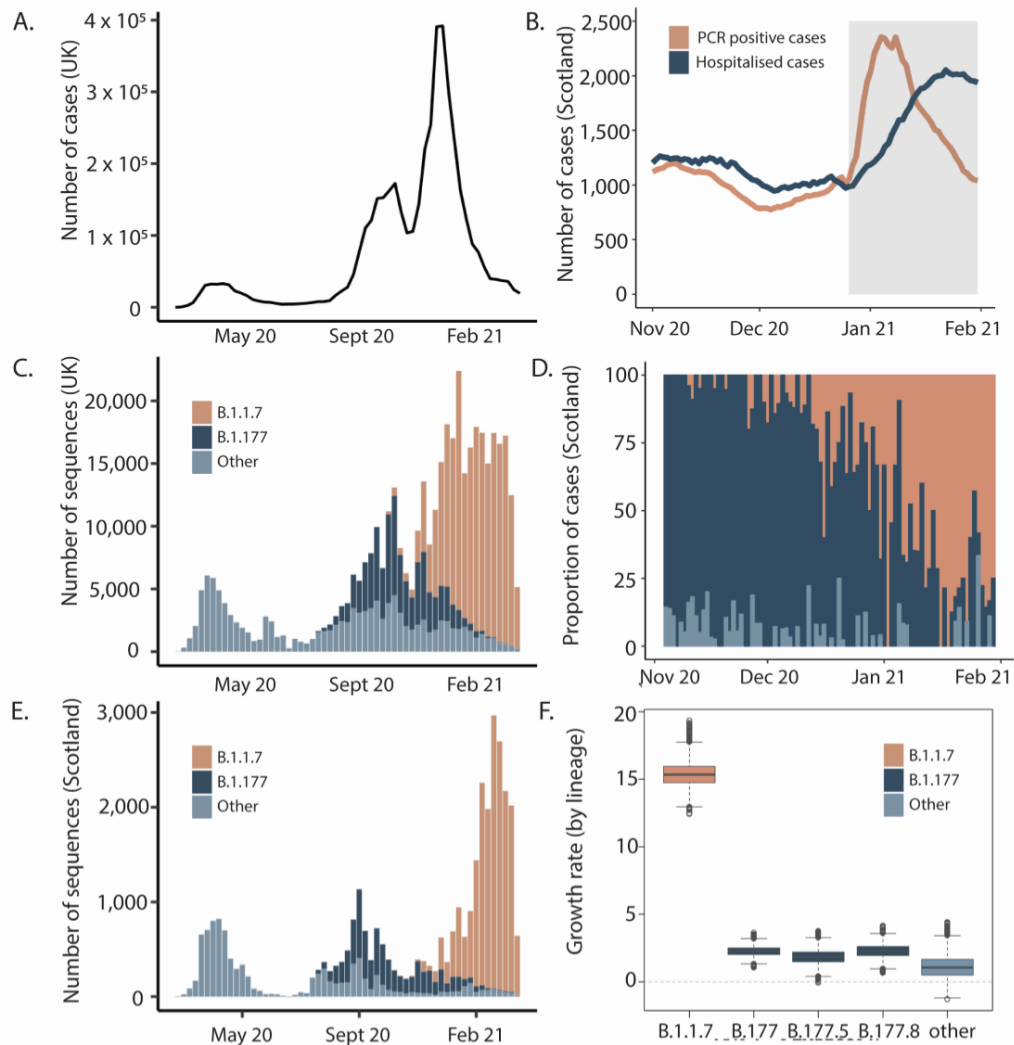 A.
Number of cases (UK)
4 x 10⁵
3 x 10⁵
2 x 10⁵
1 x 10⁵
0
May 20
Sept 20
Feb 21
B.
Number of cases (Scotland)
2,500
2,000
1,500
1,000
500
0
PCR positive cases
Hospitalised cases
Nov 20
Dec 20
Jan 21
Feb 21
C.
Number of sequences (UK)
20,000
15,000
10,000
5,000
0
B.1.1.7
B.1.177
Other
May 20
Sept 20
Feb 21
D.
Proportion of cases (Scotland)
100
75
50
25
0
Nov 20
Dec 20
Jan 21
Feb 21
E.
Number of sequences (Scotland)
3,000
2,000
1,000
0
B.1.1.7
B.1.177
Other
May 20
Sept 20
Feb 21
F.
Growth rate (by lineage)
20
15
10
5
0
B.1.1.7
B.1.177
Other
B.1.1.7
B.177
B.177.5
B.177.8
other